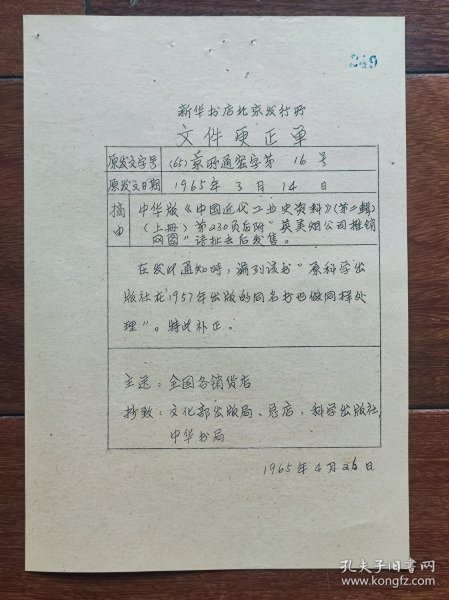 249
新华书店北京发行所
文件更正单
原发文字号 (65)京所通密字第 16 号
原发文日期 1965年 3月 14日
摘由 中华版《中国近代工业史资料》(第二輯)
(上册)第230页后附"英美烟公司推销
网图"请扯去后发售。
在发此通知时,漏列该书"原科学出
版社在1957年出版的同名书也做同样处
理"。特此补正。
主送:全国各销货店
抄致:文化部出版局、总店,科学出版社,
中华书局
1965年4月26日
孔夫子旧书网
www.kongfz.com